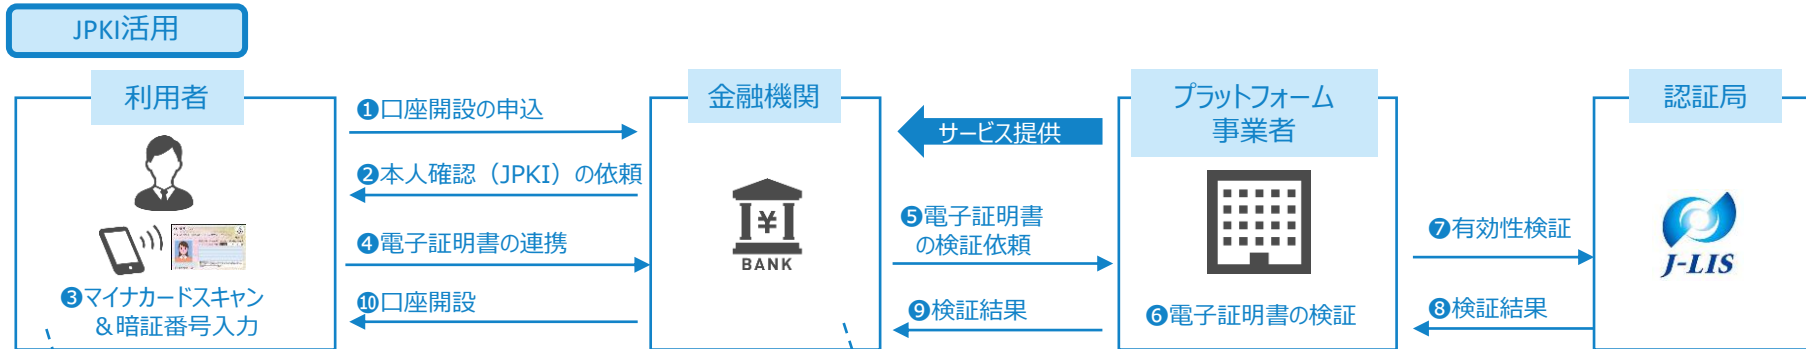 JPKI活用
利用者
❶口座開設の申込
❷本人確認（JPKI）の依頼
❹電子証明書の連携
❿口座開設
❸マイナカードスキャン
＆暗証番号入力
金融機関
BANK
サービス提供
❺電子証明書
の検証依頼
❾検証結果
プラットフォーム
事業者
❻電子証明書の検証
❼有効性検証
❽検証結果
認証局
J-LIS